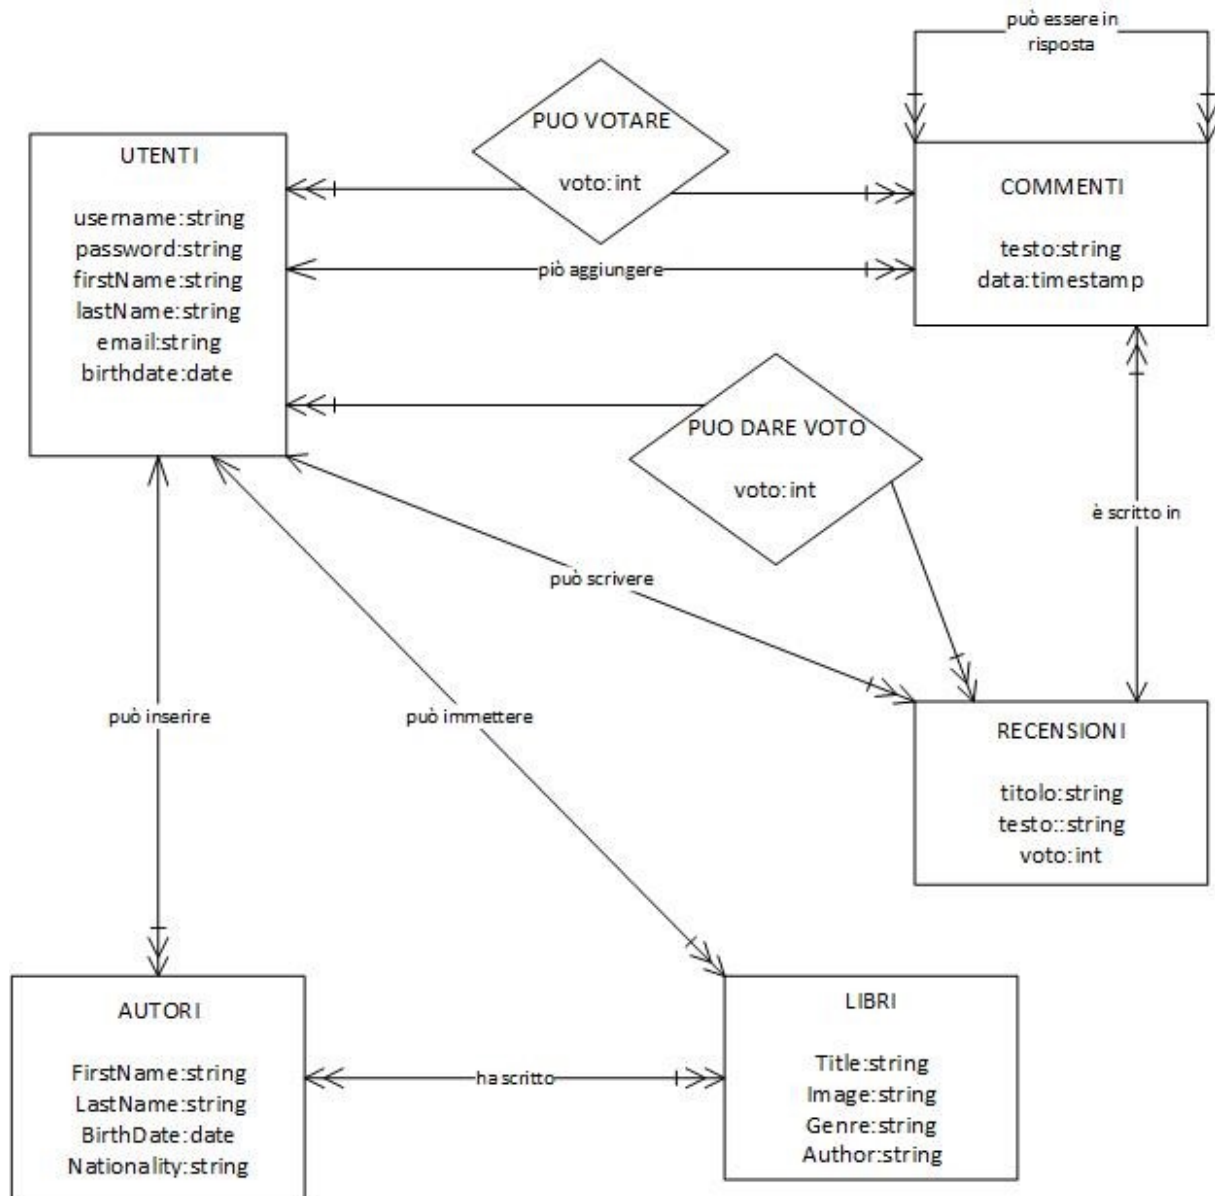 può essere in
risposta
PUO VOTARE
voto:int
UTENTI
username:string
password:string
firstName:string
lastName:string
email:string
birthdate:date
COMMENTI
testo:string
data:timestamp
piò aggiungere
PUO DARE VOTO
voto:int
è scritto in
può scrivere
può inserire
può immettere
RECENSIONI
titolo:string
testo::string
voto:int
AUTORI
FirstName:string
LastName:string
BirthDate:date
Nationality:string
ha scritto
LIBRI
Title:string
Image:string
Genre:string
Author:string